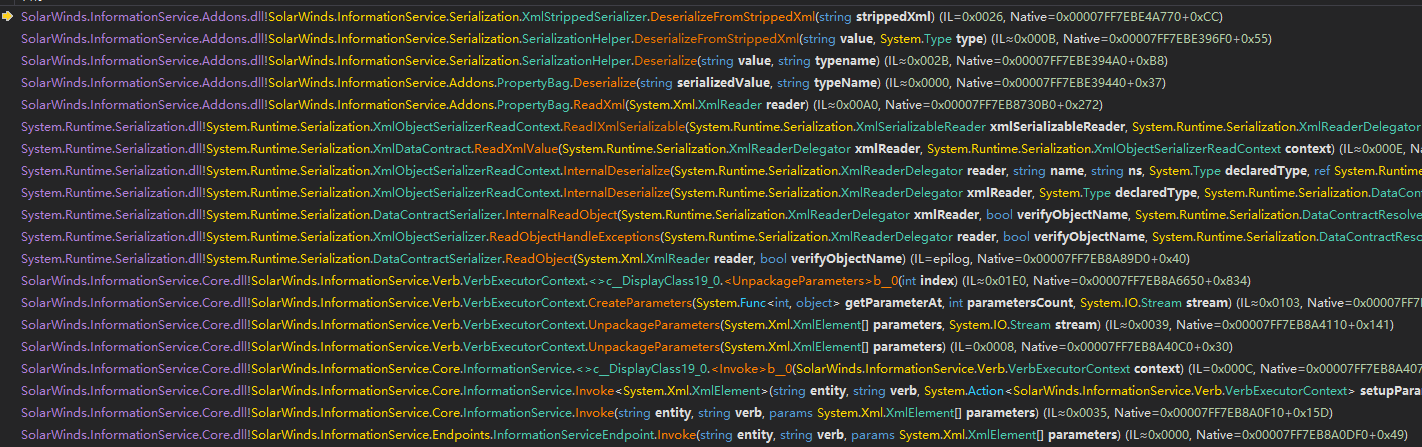 SolarWinds.InformationService.Addons.dll!SolarWinds.InformationService.Serialization.XmlStrippedSerializer.DeserializeFromStrippedXml(string strippedXml) (IL=0x0026, Native=0x00007FF7EBE4A770+0xCC)
SolarWinds.InformationService.Addons.dll!SolarWinds.InformationService.Serialization.SerializationHelper.DeserializeFromStrippedXml(string value, System.Type type) (IL≈0x000B, Native=0x00007FF7EBE396F0+0x55)
SolarWinds.InformationService.Addons.dll!SolarWinds.InformationService.Serialization.SerializationHelper.Deserialize(string value, string typename) (IL≈0x002B, Native=0x00007FF7EBE394A0+0xB8)
SolarWinds.InformationService.Addons.dll!SolarWinds.InformationService.Addons.PropertyBag.Deserialize(string serializedValue, string typeName) (IL≈0x0000, Native=0x00007FF7EBE39440+0x37)
SolarWinds.InformationService.Addons.dll!SolarWinds.InformationService.Addons.PropertyBag.ReadXml(System.Xml.XmlReader reader) (IL≈0x00A0, Native=0x00007FF7EB8730B0+0x272)
System.Runtime.Serialization.dll!System.Runtime.Serialization.XmlObjectSerializerReadContext.ReadIXmlSerializable(System.Runtime.Serialization.XmlSerializableReader xmlSerializableReader, System.Runtime.Serialization.XmlReaderDelegator
System.Runtime.Serialization.dll!System.Runtime.Serialization.XmlDataContract.ReadXmlValue(System.Runtime.Serialization.XmlReaderDelegator xmlReader, System.Runtime.Serialization.XmlObjectSerializerReadContext context) (IL≈0x000E, Na
System.Runtime.Serialization.dll!System.Runtime.Serialization.XmlObjectSerializerReadContext.InternalDeserialize(System.Runtime.Serialization.XmlReaderDelegator reader, string name, string ns, System.Type declaredType, ref System.Runtim
System.Runtime.Serialization.dll!System.Runtime.Serialization.XmlObjectSerializerReadContext.InternalDeserialize(System.Runtime.Serialization.XmlReaderDelegator xmlReader, System.Type declaredType, System.Runtime.Serialization.DataCo
System.Runtime.Serialization.dll!System.Runtime.Serialization.DataContractSerializer.InternalReadObject(System.Runtime.Serialization.XmlReaderDelegator xmlReader, bool verifyObjectName, System.Runtime.Serialization.DataContractResolve
System.Runtime.Serialization.dll!System.Runtime.Serialization.XmlObjectSerializer.ReadObjectHandleExceptions(System.Runtime.Serialization.XmlReaderDelegator reader, bool verifyObjectName, System.Runtime.Serialization.DataContractReso
System.Runtime.Serialization.dll!System.Runtime.Serialization.DataContractSerializer.ReadObject(System.Xml.XmlReader reader, bool verifyObjectName) (IL=epilog, Native=0x00007FF7EB8A89D0+0x40)
SolarWinds.InformationService.Core.dll!SolarWinds.InformationService.Verb.VerbExecutorContext.<>c__DisplayClass19_0.<UnpackageParameters>b__0(int index) (IL≈0x01E0, Native=0x00007FF7EB8A6650+0x834)
SolarWinds.InformationService.Core.dll!SolarWinds.InformationService.Verb.VerbExecutorContext.CreateParameters(System.Func<int, object> getParameterAt, int parametersCount, System.IO.Stream stream) (IL≈0x0103, Native=0x00007FF7
SolarWinds.InformationService.Core.dll!SolarWinds.InformationService.Verb.VerbExecutorContext.UnpackageParameters(System.Xml.XmlElement[] parameters, System.IO.Stream stream) (IL≈0x0039, Native=0x00007FF7EB8A4110+0x141)
SolarWinds.InformationService.Core.dll!SolarWinds.InformationService.Verb.VerbExecutorContext.UnpackageParameters(System.Xml.XmlElement[] parameters) (IL=0x0008, Native=0x00007FF7EB8A40C0+0x30)
SolarWinds.InformationService.Core.dll!SolarWinds.InformationService.Core.InformationService.<>c__DisplayClass19_0.<Invoke>b__0(SolarWinds.InformationService.Verb.VerbExecutorContext context) (IL=0x000C, Native=0x00007FF7EB8A407
SolarWinds.InformationService.Core.dll!SolarWinds.InformationService.Core.InformationService.Invoke<System.Xml.XmlElement>(string entity, string verb, System.Action<SolarWinds.InformationService.Verb.VerbExecutorContext> setupPara
SolarWinds.InformationService.Core.dll!SolarWinds.InformationService.Core.InformationService.Invoke(string entity, string verb, params System.Xml.XmlElement[] parameters) (IL≈0x0035, Native=0x00007FF7EB8A0F10+0x15D)
SolarWinds.InformationService.Core.dll!SolarWinds.InformationService.Endpoints.InformationServiceEndpoint.Invoke(string entity, string verb, params System.Xml.XmlElement[] parameters) (IL≈0x0000, Native=0x00007FF7EB8A0DF0+0x49)